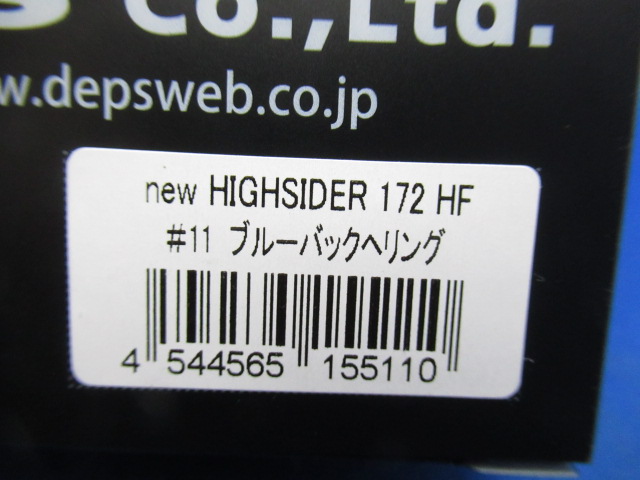 s Co.,Ltd.
w.depsweb.co.jp
new HIGHSIDER 172 HF
#11 ブルーバックヘリング
4 544565 155110